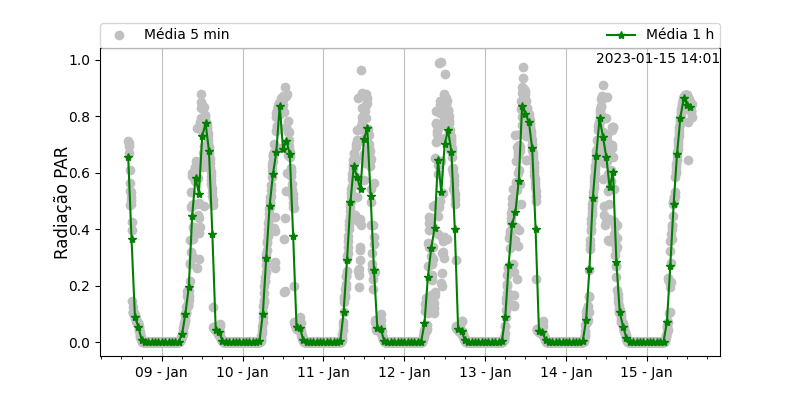 Média 5 min
Média 1 h
2023-01-15 14:01
Radiação PAR
1.0
0.8
0.6
0.4
0.2
0.0
09 - Jan
10 - Jan
11 - Jan
12 - Jan
13 - Jan
14 - Jan
15 - Jan